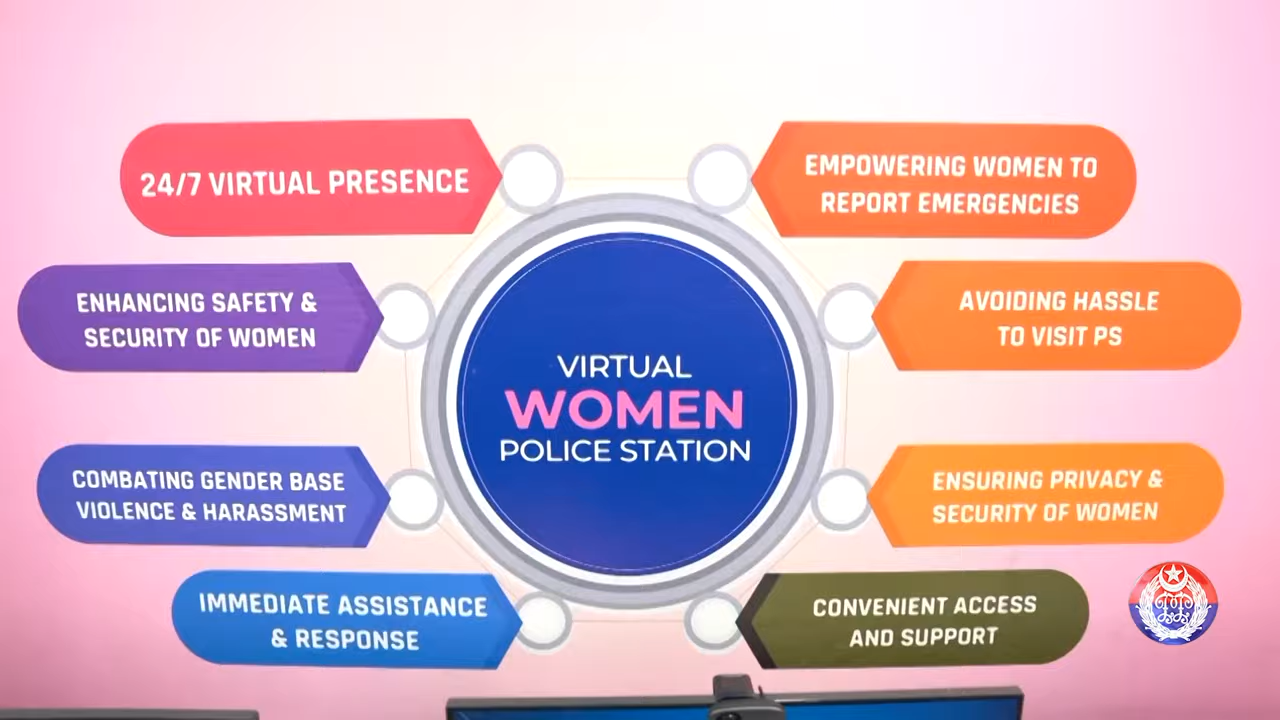 24/7 VIRTUAL PRESENCE
EMPOWERING WOMEN TO
REPORT EMERGENCIES
ENHANCING SAFETY &
SECURITY OF WOMEN
AVOIDING HASSLE
TO VISIT PS
VIRTUAL
WOMEN
POLICE STATION
COMBATING GENDER BASE
VIOLENCE & HARASSMENT
ENSURING PRIVACY &
SECURITY OF WOMEN
IMMEDIATE ASSISTANCE
& RESPONSE
CONVENIENT ACCESS
AND SUPPORT